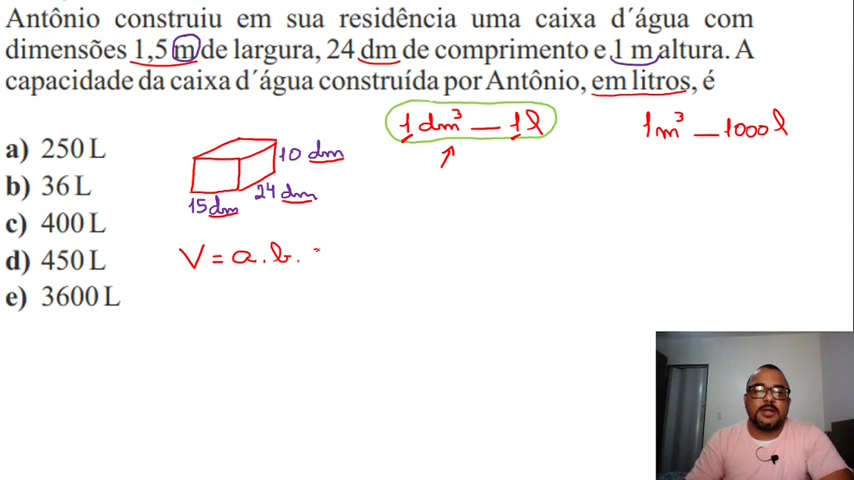 Antônio construiu em sua residência uma caixa d´água com
dimensões 1,5 m de largura, 24 dm de comprimento e 1 m altura. A
capacidade da caixa d´água construída por Antônio, em litros, é
1 dm³ — 1 l
1m³ — 1000 l
a) 250 L
b) 36 L
c) 400 L
d) 450 L
e) 3600 L
10 dm
24 dm
15 dm
V = a.b.